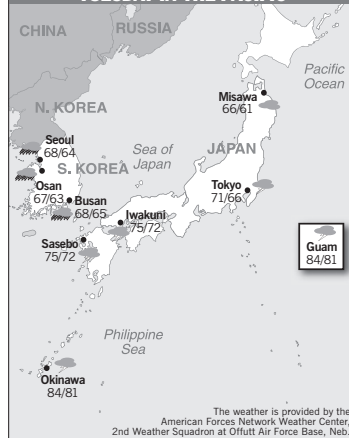 CHINA
RUSSIA
Pacific
Ocean
N. KOREA
Misawa
66/61
Seoul
68/64
Sea of
Japan
JAPAN
S. KOREA
Osan
67/63
Busan
68/65
Tokyo
71/66
Iwakuni
75/72
Sasebo
75/72
Guam
84/81
Philippine
Sea
Okinawa
84/81
The weather is provided by the
American Forces Network Weather Center,
2nd Weather Squadron at Offutt Air Force Base, Neb.